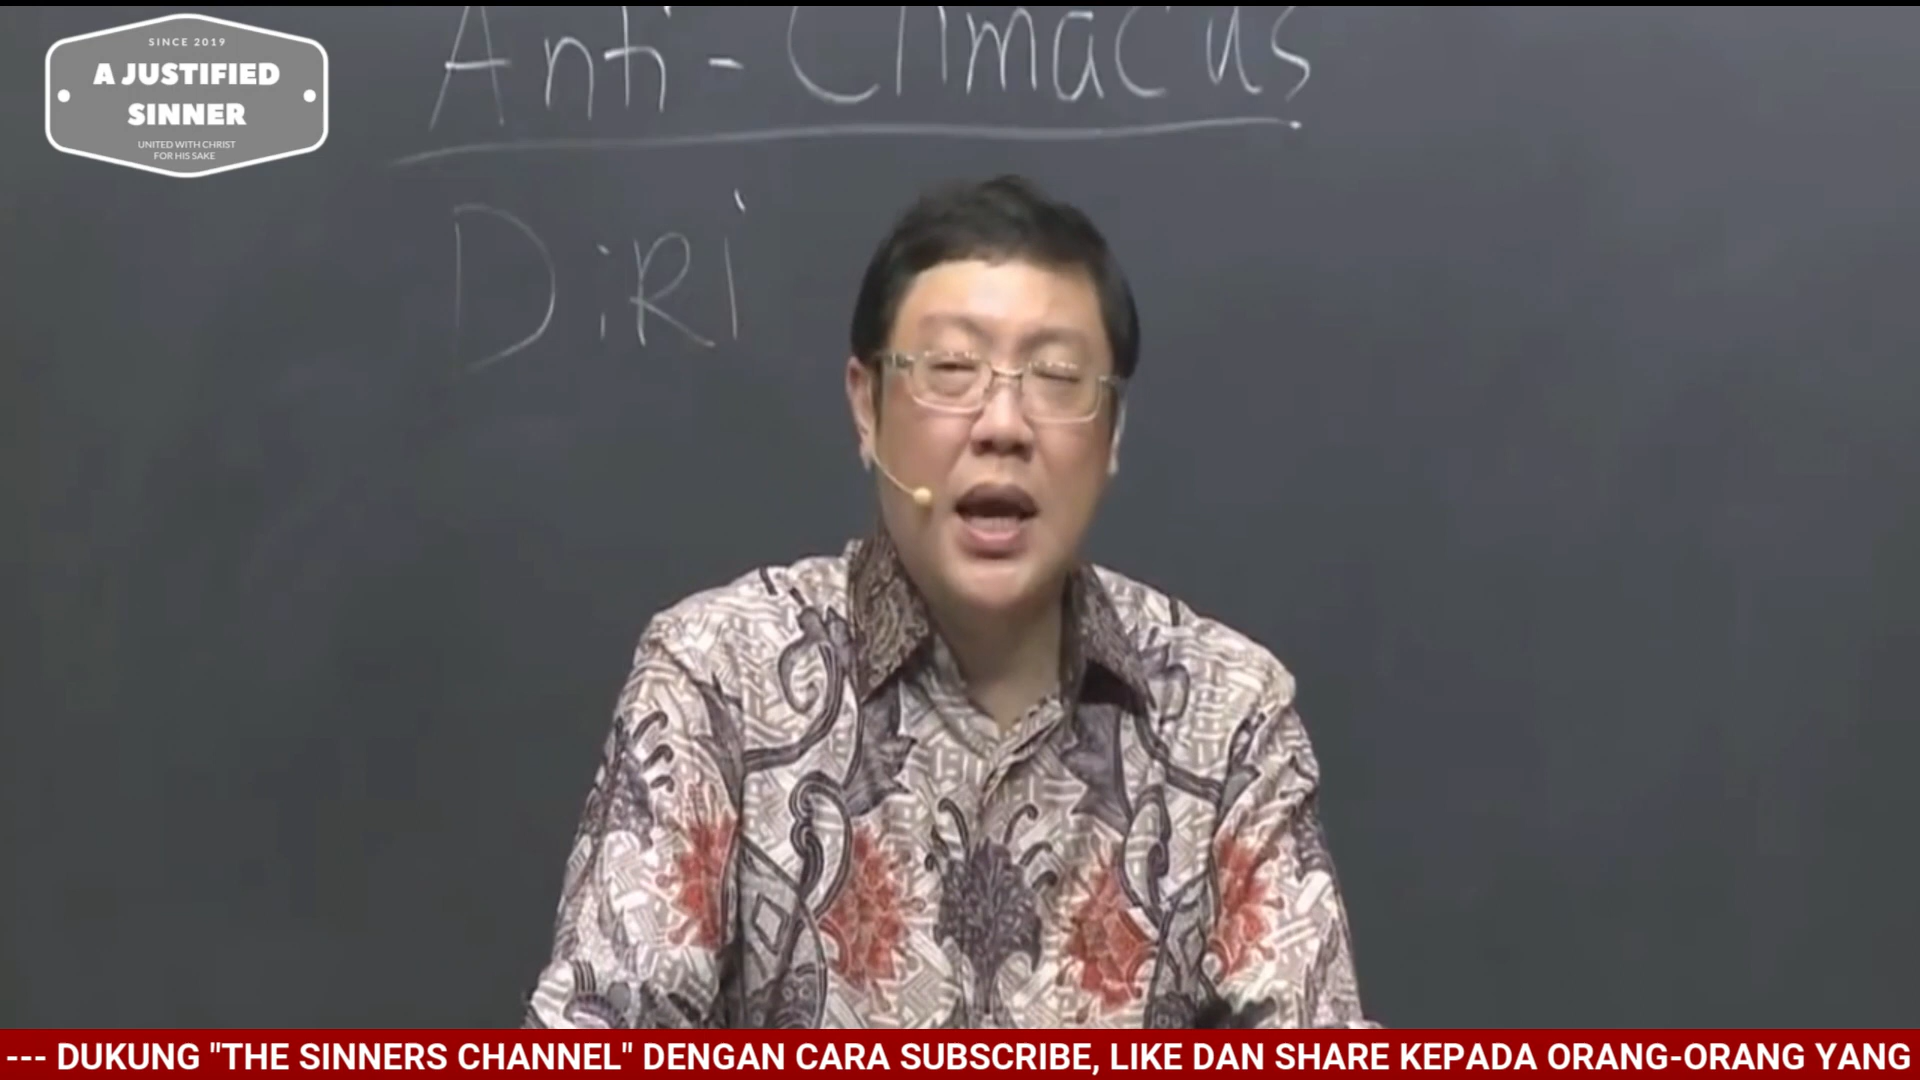 Anti-Climacus
SINCE 2019
A JUSTIFIED
SINNER
UNITED WITH CHRIST
FOR HIS SAKE
DiRi
--- DUKUNG "THE SINNERS CHANNEL" DENGAN CARA SUBSCRIBE, LIKE DAN SHARE KEPADA ORANG-ORANG YANG